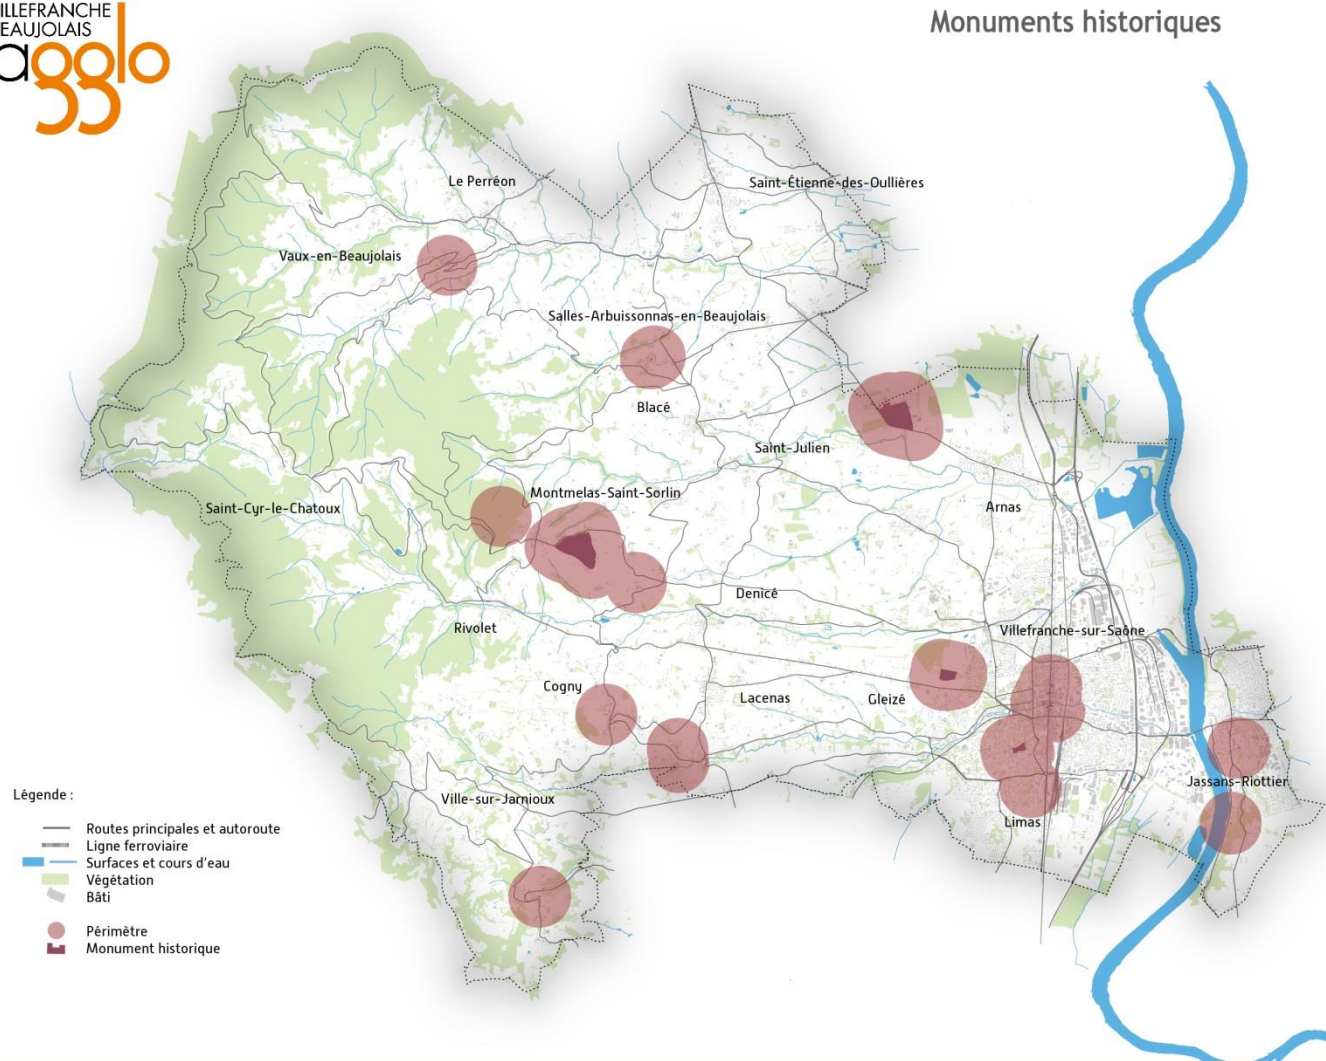 ILLEFRANCHE
EAUJOLAIS
agglo
Monuments historiques
Le Perréon
Saint-Étienne-des-Oullières
Vaux-en-Beaujolais
Salles-Arbuissonnas-en-Beaujolais
Blacé
Saint-Julien
Montmelas-Saint-Sorlin
Saint-Cyr-le-Chatoux
Arnas
Denicé
Rivolet
Villefranche-sur-Saône
Cogny
Lacenas
Gleizé
Jassans-Riottier
Ville-sur-Jarnioux
Limas
Légende :
Routes principales et autoroute
Ligne ferroviaire
Surfaces et cours d'eau
Végétation
Bâti
Périmètre
Monument historique